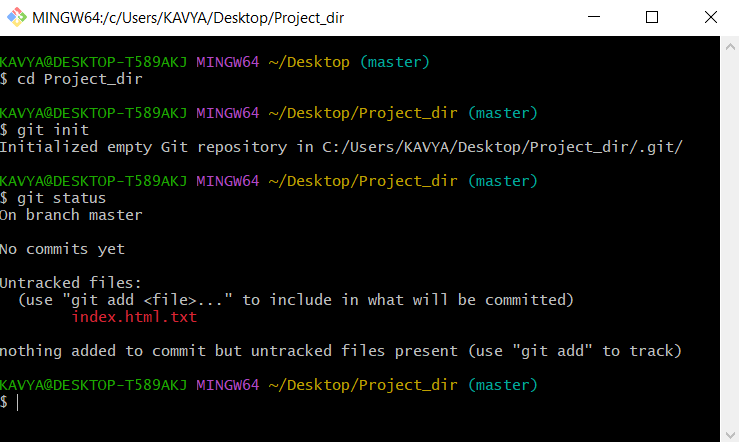 MINGW64:/c/Users/KAVYA/Desktop/Project_dir
KAVYA@DESKTOP-T589AKJ MINGW64 ~/Desktop (master)
$ cd Project_dir
KAVYA@DESKTOP-T589AKJ MINGW64 ~/Desktop/Project_dir (master)
$ git init
Initialized empty Git repository in C:/Users/KAVYA/Desktop/Project_dir/.git/
KAVYA@DESKTOP-T589AKJ MINGW64 ~/Desktop/Project_dir (master)
$ git status
On branch master
No commits yet
Untracked files:
(use "git add <file>..." to include in what will be committed)
index.html.txt
nothing added to commit but untracked files present (use "git add" to track)
KAVYA@DESKTOP-T589AKJ MINGW64 ~/Desktop/Project_dir (master)
$